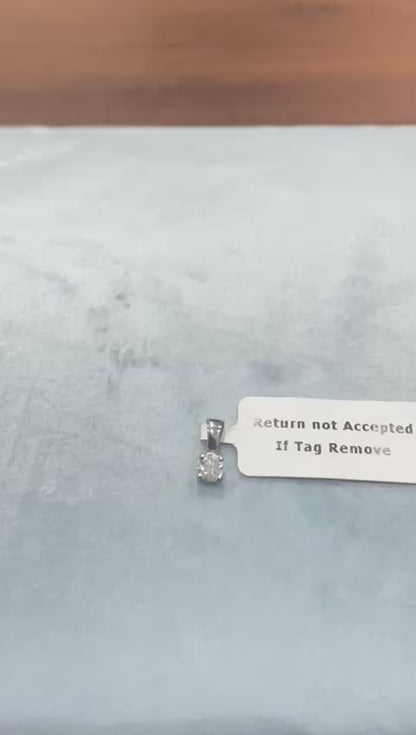 Return not Accepted
If Tag Remove